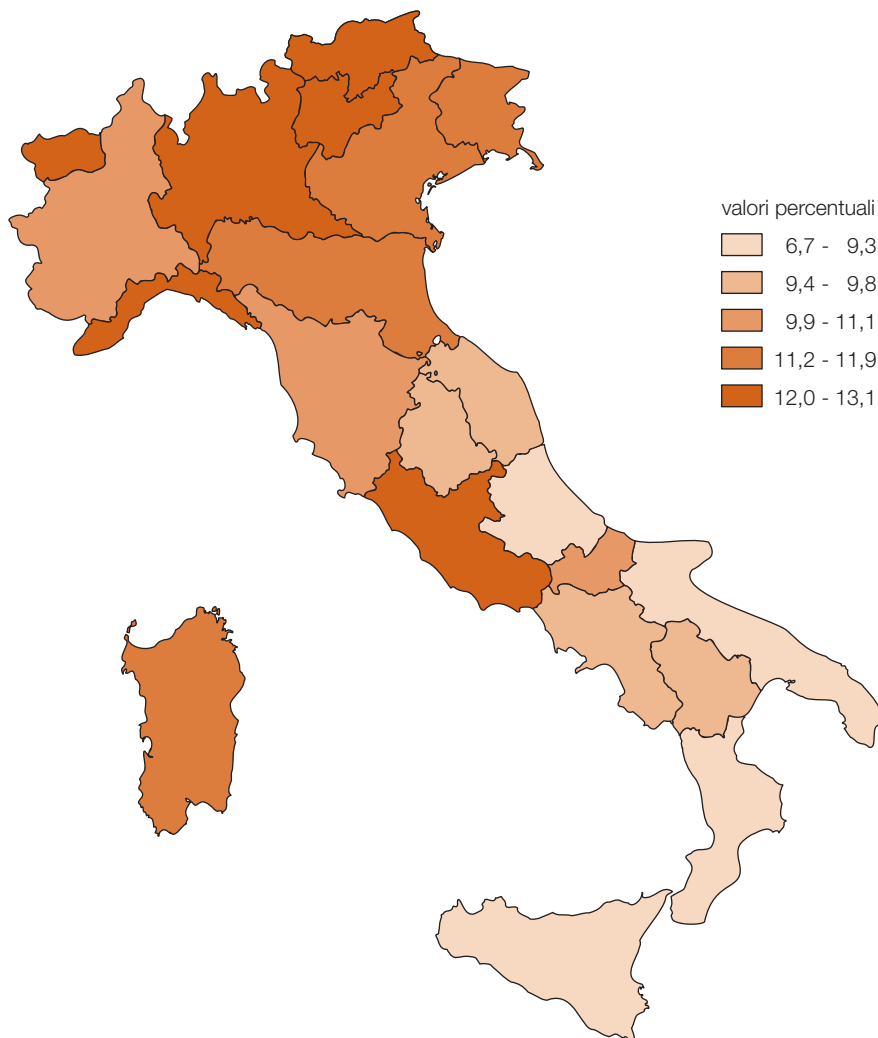 valori percentuali
6,7 - 9,3
9,4 - 9,8
9,9 - 11,1
11,2 - 11,9
12,0 - 13,1